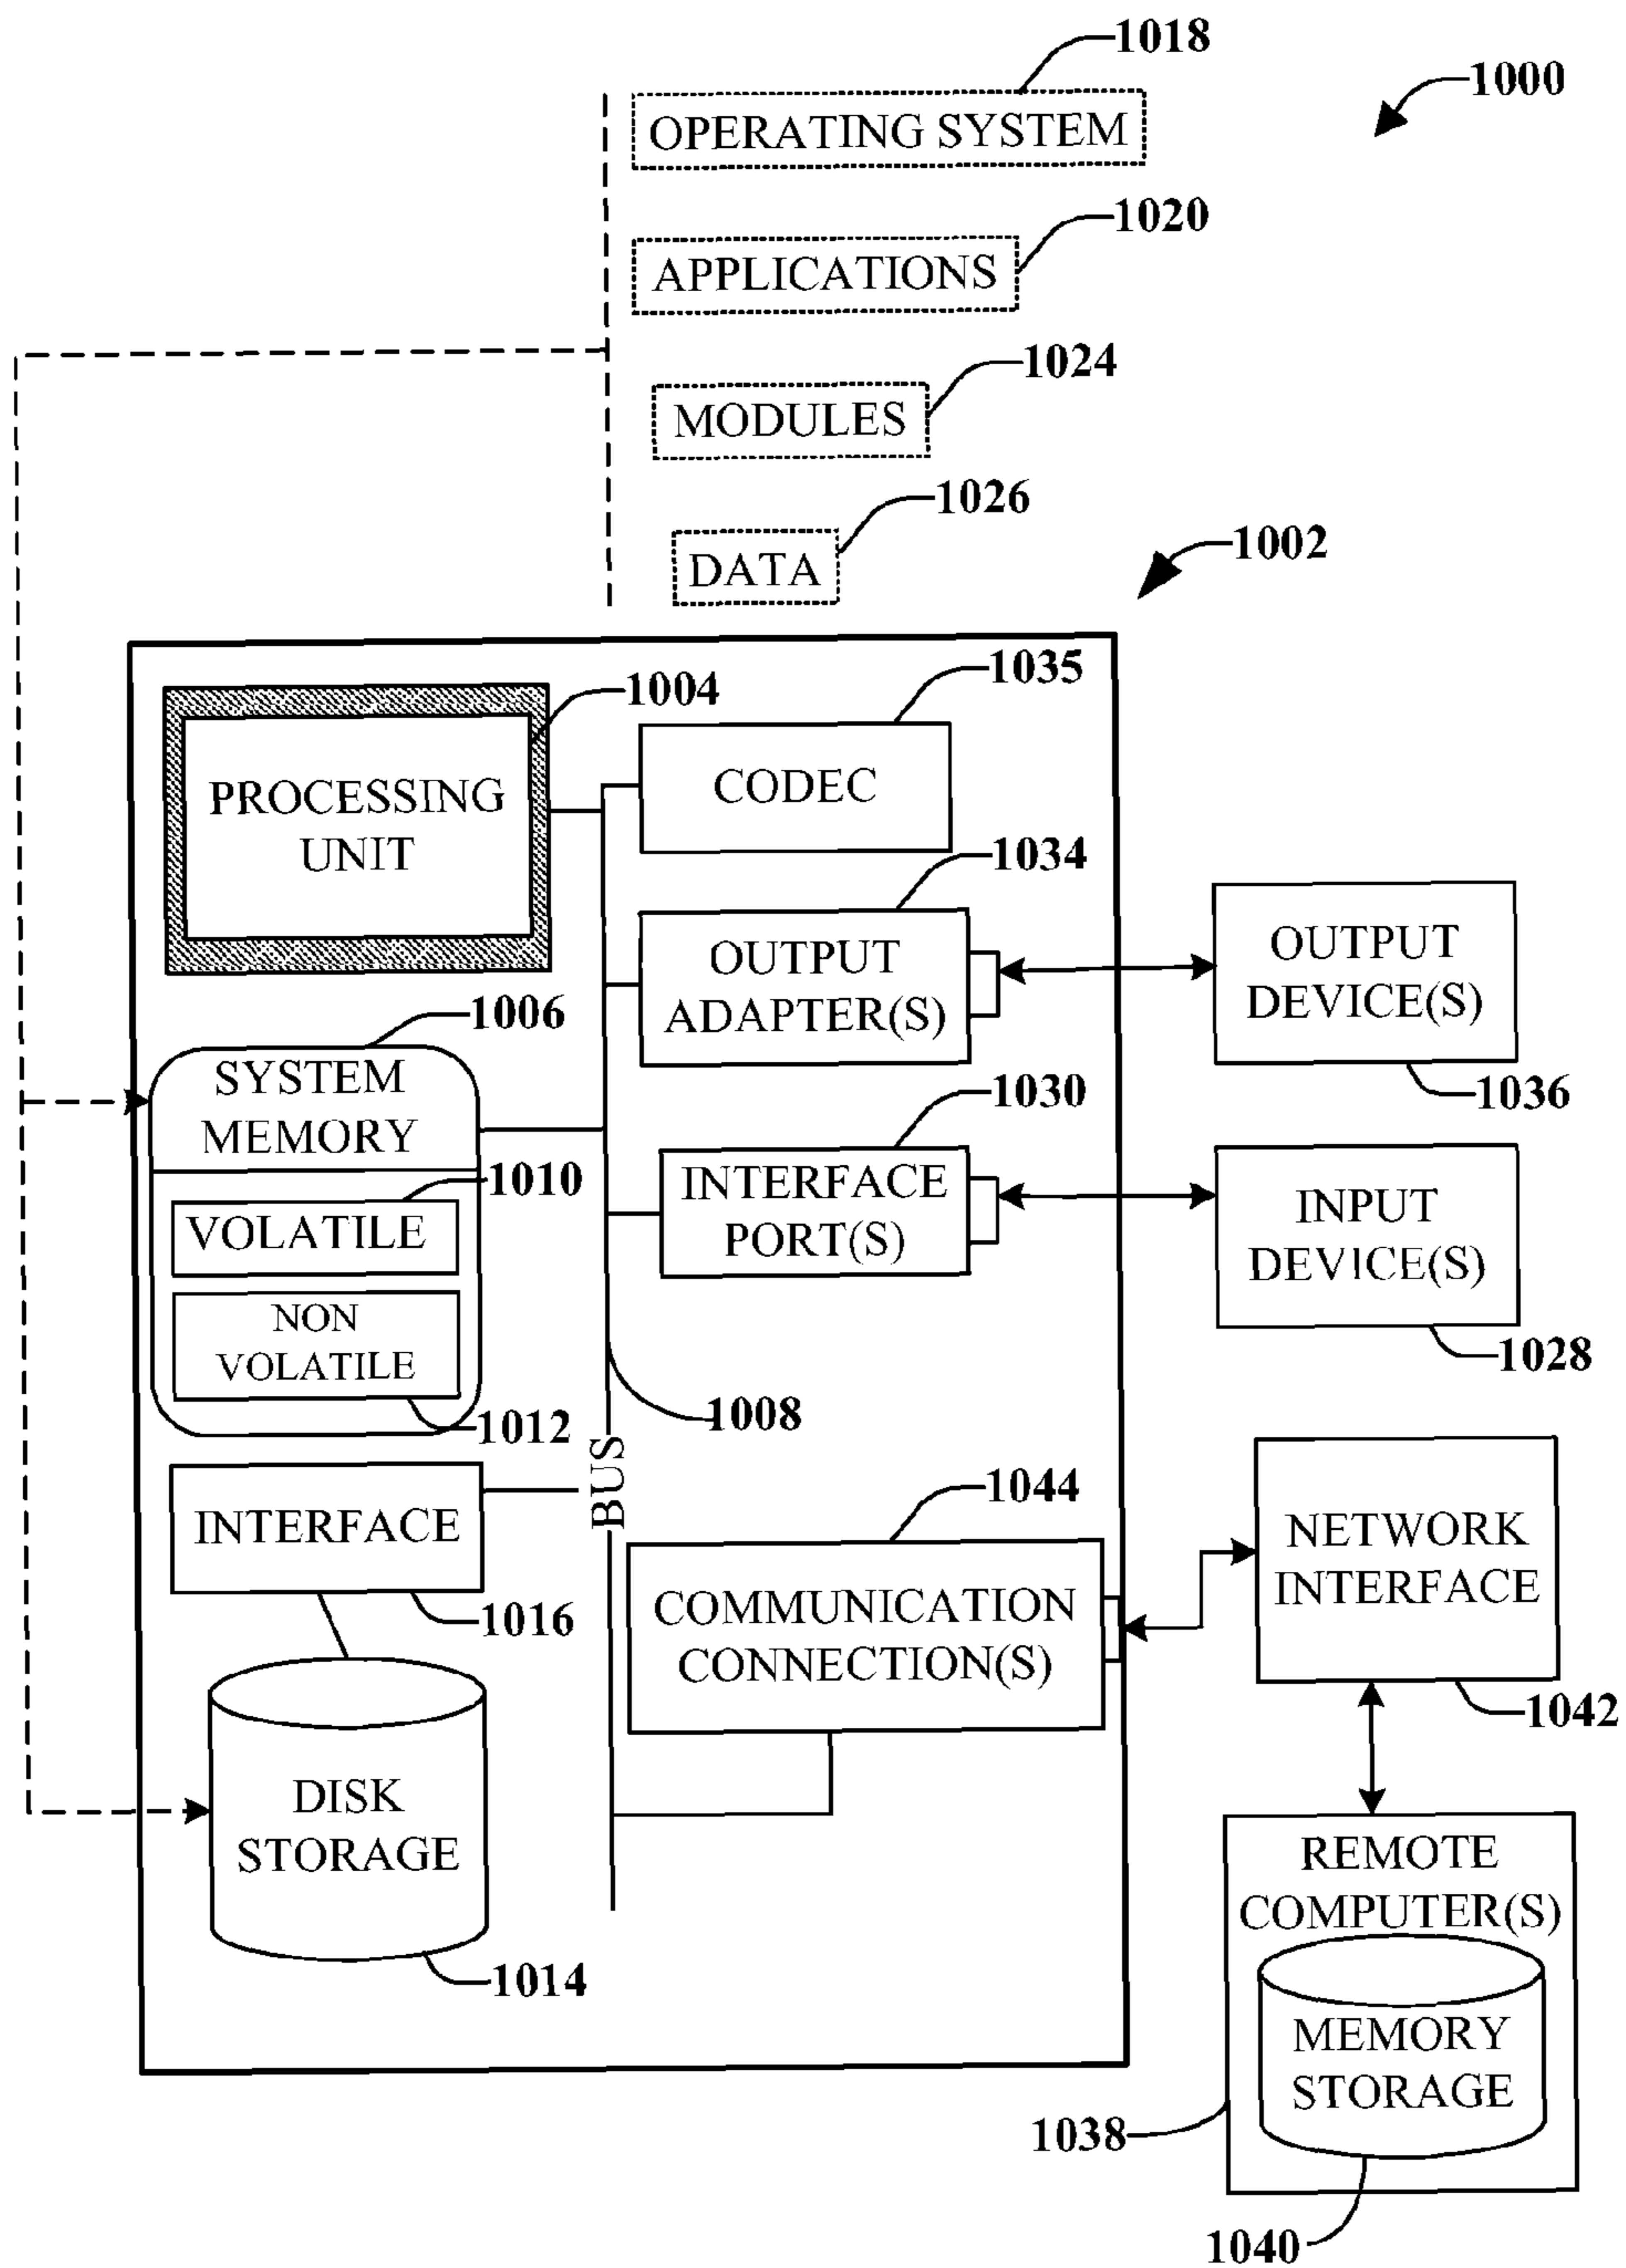 1018
1000
OPERATING SYSTEM
1020
APPLICATIONS
1024
MODULES
1026
DATA
1002
1035
1004
CODEC
PROCESSING
UNIT
1034
OUTPUT
ADAPTER(S)
OUTPUT
DEVICE(S)
1036
1006
SYSTEM
MEMORY
1030
INTERFACE
PORT(S)
INPUT
DEVICE(S)
1028
1010
VOLATILE
NON
VOLATILE
1012
1008
BUS
INTERFACE
1016
1044
COMMUNICATION
CONNECTION(S)
NETWORK
INTERFACE
1042
DISK
STORAGE
1014
REMOTE
COMPUTER(S)
MEMORY
STORAGE
1038
1040